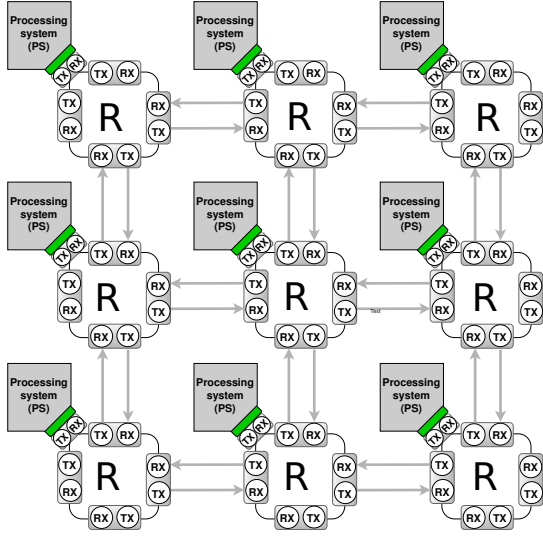 Processing
system
(PS)
TX RX
TX RX
TX
RX
R
RX
TX
RX TX
Processing
system
(PS)
TX RX
TX RX
TX
RX
R
RX
TX
RX TX
Processing
system
(PS)
TX RX
TX RX
TX
RX
R
RX
TX
RX TX
Processing
system
(PS)
TX RX
TX RX
TX
RX
R
RX
TX
RX TX
Processing
system
(PS)
TX RX
TX RX
TX
RX
R
RX
TX
RX TX
Text
Processing
system
(PS)
TX RX
TX RX
TX
RX
R
RX
TX
RX TX
Processing
system
(PS)
TX RX
TX RX
TX
RX
R
RX
TX
RX TX
Processing
system
(PS)
TX RX
TX RX
TX
RX
R
RX
TX
RX TX
Processing
system
(PS)
TX RX
TX RX
TX
RX
R
RX
TX
RX TX